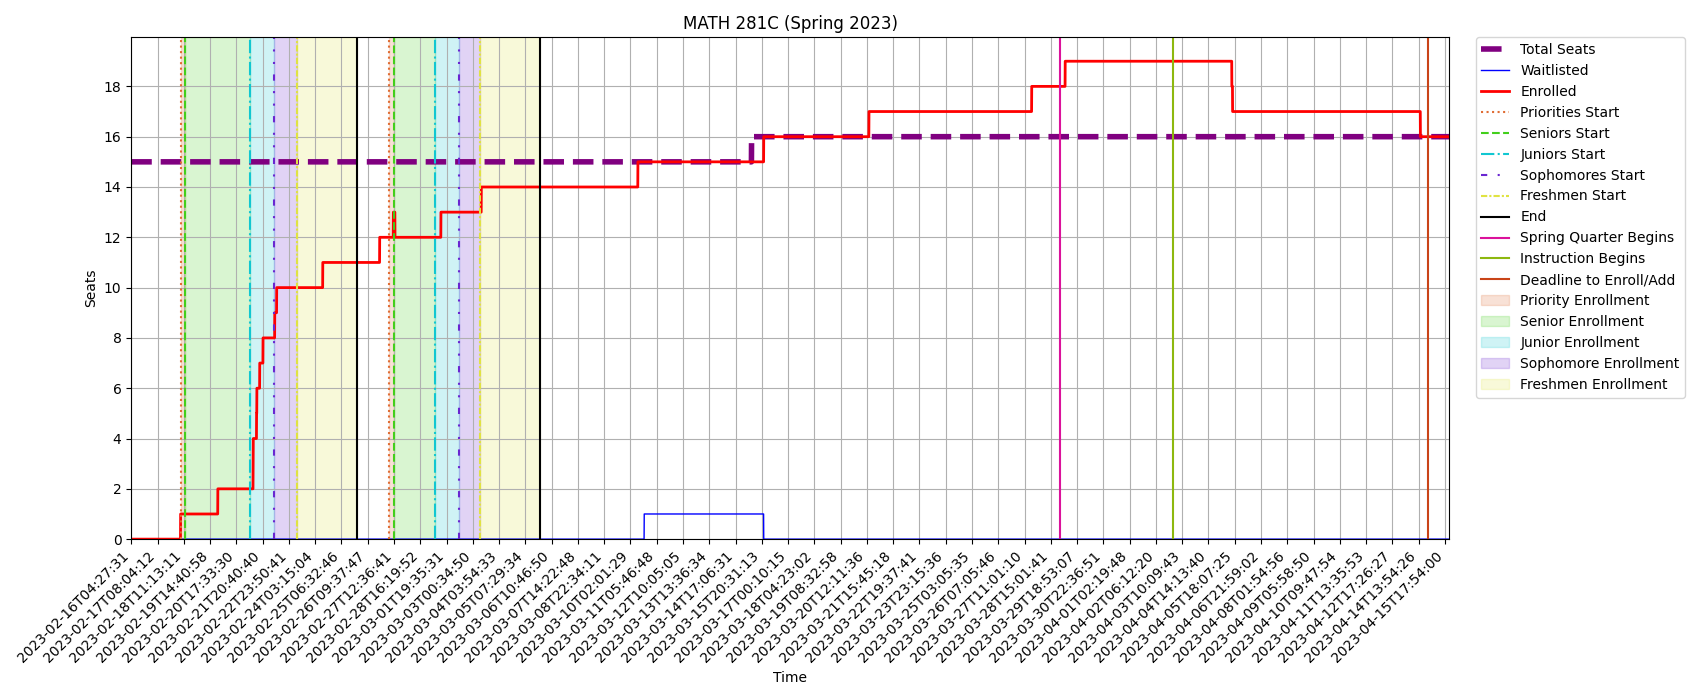 MATH 281C (Spring 2023)
Seats
18
16
14
12
10
8
6
4
2
0
2023-02-16T04:27:31
2023-02-17T08:04:12
2023-02-18T11:13:11
2023-02-19T14:40:58
2023-02-20T17:33:30
2023-02-21T20:40:40
2023-02-22T23:50:41
2023-02-24T03:15:04
2023-02-25T06:32:46
2023-02-26T09:37:47
2023-02-27T12:36:41
2023-02-28T16:19:52
2023-03-01T19:35:31
2023-03-03T00:34:50
2023-03-04T03:54:33
2023-03-05T07:29:34
2023-03-06T10:46:50
2023-03-07T14:22:48
2023-03-08T22:34:11
2023-03-10T02:01:29
2023-03-11T05:46:48
2023-03-12T10:05:05
2023-03-13T13:36:34
2023-03-14T17:06:31
2023-03-15T20:31:13
2023-03-17T00:10:15
2023-03-18T04:23:02
2023-03-19T08:32:58
2023-03-20T12:11:36
2023-03-21T15:45:18
2023-03-22T19:37:41
2023-03-23T23:15:36
2023-03-25T03:05:35
2023-03-26T07:05:46
2023-03-27T11:01:10
2023-03-28T15:01:41
2023-03-29T18:53:07
2023-03-30T22:36:51
2023-04-01T02:19:48
2023-04-02T06:12:20
2023-04-03T10:09:43
2023-04-04T14:13:40
2023-04-05T18:07:25
2023-04-06T21:59:02
2023-04-08T01:54:56
2023-04-09T05:58:50
2023-04-10T09:47:54
2023-04-11T13:35:53
2023-04-12T17:26:27
2023-04-14T13:54:26
2023-04-15T17:54:00
Time
Total Seats
Waitlisted
Enrolled
Priorities Start
Seniors Start
Juniors Start
Sophomores Start
Freshmen Start
End
Spring Quarter Begins
Instruction Begins
Deadline to Enroll/Add
Priority Enrollment
Senior Enrollment
Junior Enrollment
Sophomore Enrollment
Freshmen Enrollment